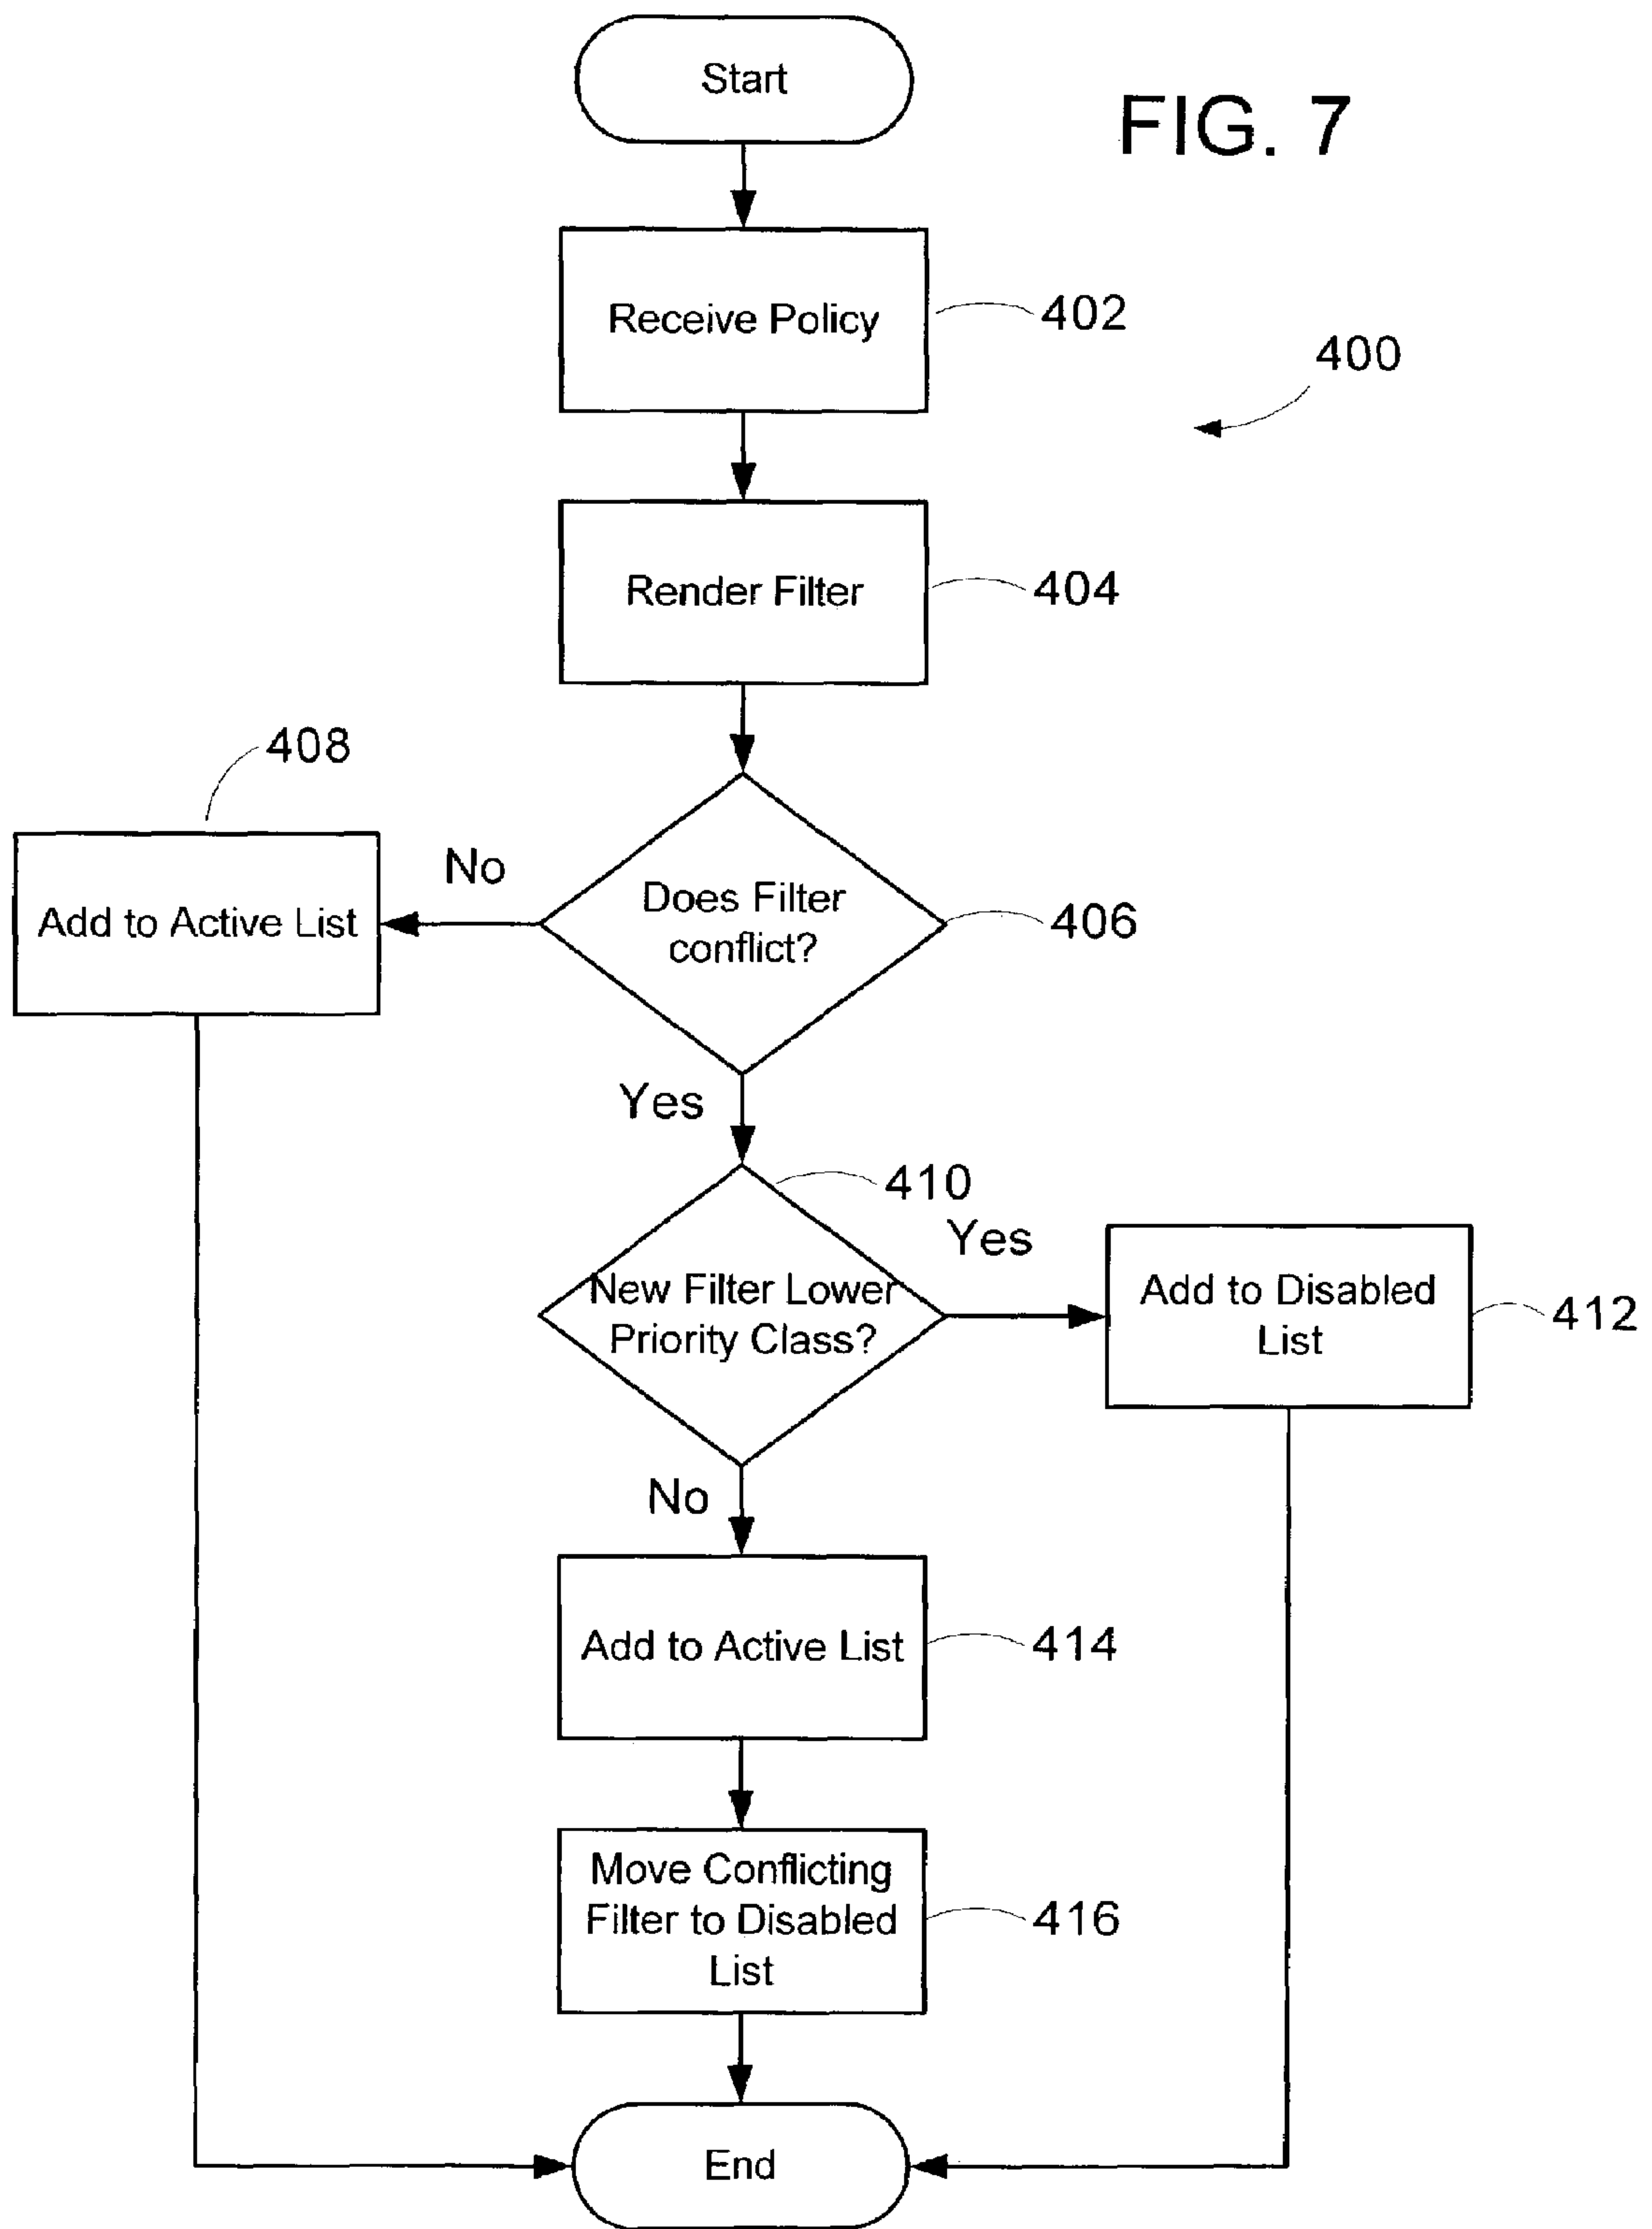 Start
FIG. 7
Receive Policy
402
400
Render Filter
404
408
No
Add to Active List
Does Filter
conflict?
406
Yes
410
Yes
New Filter Lower
Priority Class?
Add to Disabled
List
412
No
Add to Active List
414
Move Conflicting
Filter to Disabled
List
416
End